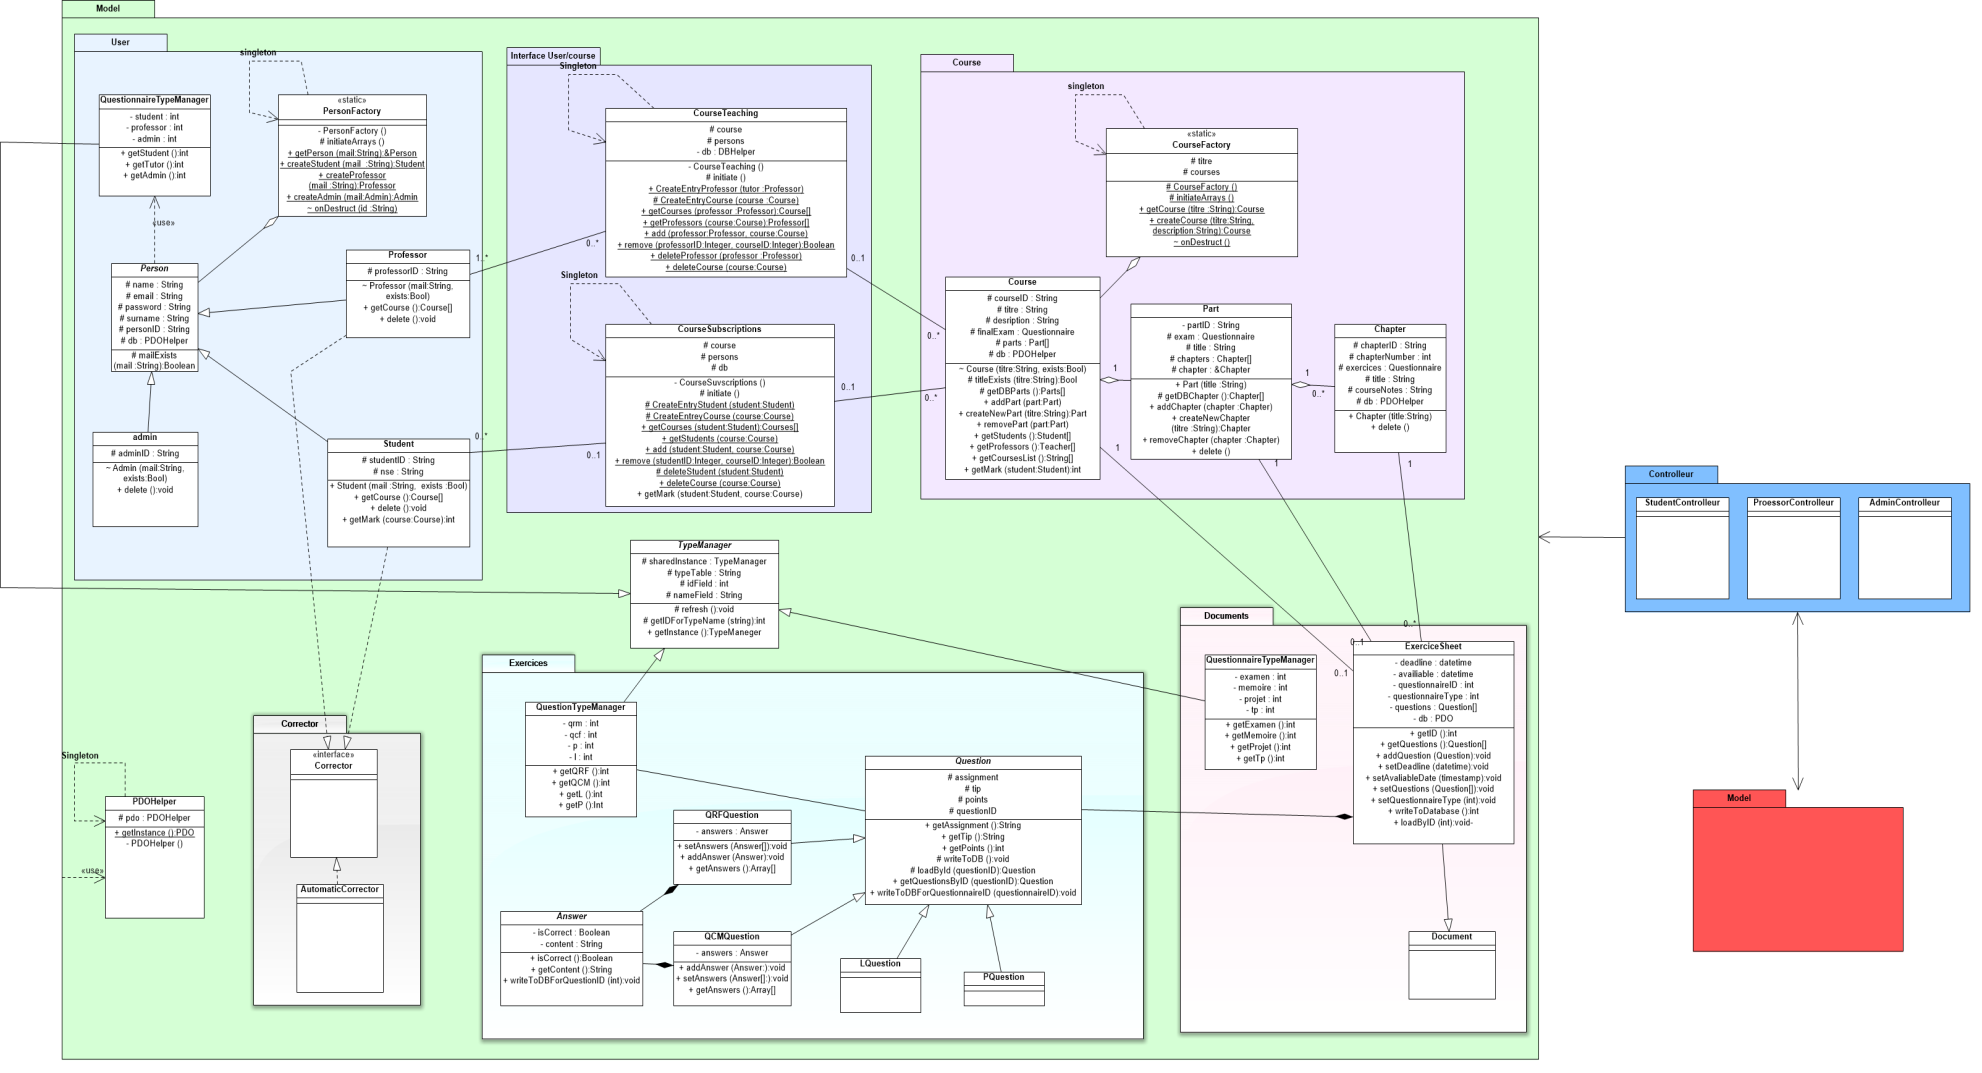 Model
User
singleton
QuestionnaireTypeManager
- student : int
- professor : int
- admin : int
+ getStudent ():int
+ getTutor ():int
+ getAdmin ():int
«use»
«static»
PersonFactory
- PersonFactory ()
# initiateArrays ()
+ getPerson (mail:String):&Person
+ createStudent (mail :String):Student
+ createProfessor
(mail :String):Professor
+ createAdmin (mail:Admin):Admin
~ onDestruct (id :String)
Person
# name : String
# email : String
# password : String
# surname : String
# personID : String
# db : PDOHelper
# mailExists
(mail :String):Boolean
Professor
# professorID : String
~ Professor (mail:String,
exists:Bool)
+ getCourse ():Course[]
+ delete ():void
1..*
0..*
admin
# adminID : String
~ Admin (mail:String,
exists:Bool)
+ delete ():void
Student
# studentID : String
# nse : String
+ Student (mail :String, exists :Bool)
+ getCourse ():Course[]
+ delete ():void
+ getMark (course:Course):int
0..*
0..1
Interface User/course
Singleton
CourseTeaching
# course
# persons
- db : DBHelper
- CourseTeaching ()
# initiate ()
+ CreateEntryProfessor (tutor :Professor)
# CreateEntryCourse (course :Course)
+ getCourses (professor :Professor):Course[]
+ getProfessors (course:Course):Professor[]
+ add (professor:Professor, course:Course)
+ remove (professorID:Integer, courseID:Integer):Boolean
+ deleteProfessor (professor :Professor)
+ deleteCourse (course:Course)
0..1
0..*
Singleton
CourseSubscriptions
# course
# persons
# db
- CourseSuvscriptions ()
# initiate ()
# CreateEntryStudent (student:Student)
# CreateEntreyCourse (course:Course)
+ getCourses (student:Student):Courses[]
+ getStudents (course:Course)
+ add (student:Student, course:Course)
+ remove (studentID:Integer, courseID:Integer):Boolean
# deleteStudent (student:Student)
+ deleteCourse (course:Course)
+ getMark (student:Student, course:Course)
0..1
0..*
Course
singleton
«static»
CourseFactory
# titre
# courses
# CourseFactory ()
# initiateArrays ()
+ getCourse (titre :String):Course
+ createCourse (titre:String,
description:String):Course
~ onDestruct ()
Course
# courseID : String
# titre : String
# desription : String
# finalExam : Questionnaire
# parts : Part[]
# db : PDOHelper
~ Course (titre:String, exists:Bool)
# titleExists (titre:String):Bool
# getDBParts ():Parts[]
+ addPart (part:Part)
+ createNewPart (titre:String):Part
+ removePart (part:Part)
+ getStudents ():Student[]
+ getProfessors ():Teacher[]
+ getCoursesList ():String[]
+ getMark (student:Student):int
1
1
Part
- partID : String
# exam : Questionnaire
# title : String
# chapters : Chapter[]
# chapter : &Chapter
+ Part (title :String)
# getDBChapter ():Chapter[]
+ addChapter (chapter :Chapter)
+ createNewChapter
(titre :String):Chapter
+ removeChapter (chapter :Chapter)
+ delete ()
1
1
0..*
Chapter
# chapterID : String
# chapterNumber : int
# exercices : Questionnaire
# title : String
# courseNotes : String
# db : PDOHelper
+ Chapter (title:String)
+ delete ()
1
Controlleur
StudentControlleur
ProessorControlleur
AdminControlleur
Model
TypeManager
# sharedInstance : TypeManager
# typeTable : String
# idField : int
# nameField : String
# refresh ():void
# getIDForTypeName (string):int
+ getInstance ():TypeManeger
Documents
QuestionnaireTypeManager
- examen : int
- memoire : int
- projet : int
- tp : int
+ getExamen ():int
+ getMemoire ():int
+ getProjet ():int
+ getTp ():int
0..*
0..1
0..1
ExerciceSheet
- deadline : datetime
- availiable : datetime
- questionnaireID : int
- questionnaireType : int
- questions : Question[]
- db : PDO
+ getID ():int
+ getQuestions ():Question[]
+ addQuestion (Question):void
+ setDeadline (datetime):void
+ setAvaliableDate (timestamp):void
+ setQuestions (Question[]):void
+ setQuestionnaireType (int):void
+ writeToDatabase ():int
+ loadByID (int):void-
Document
Exercices
QuestionTypeManager
- qrm : int
- qcf : int
- p : int
- l : int
+ getQRF ():int
+ getQCM ():int
+ getL ():int
+ getP ():Int
Question
# assignment
# tip
# points
# questionID
+ getAssignment ():String
+ getTip ():String
+ getPoints ():int
# writeToDB ():void
# loadById (questionID):Question
+ getQuestionsByID (questionID):Question
+ writeToDBForQuestionnaireID (questionnaireID):void
QRFQuestion
- answers : Answer
+ setAnswers (Answer[]):void
+ addAnswer (Answer):void
+ getAnswers ():Array[]
Answer
- isCorrect : Boolean
- content : String
+ isCorrect ():Boolean
+ getContent ():String
+ writeToDBForQuestionID (int):void
QCMQuestion
- answers : Answer
+ addAnswer (Answer:):void
+ setAnswers (Answer[]:):void
+ getAnswers ():Array[]
LQuestion
PQuestion
Corrector
«interface»
Corrector
AutomaticCorrector
Singleton
PDOHelper
# pdo : PDOHelper
+ getInstance ():PDO
- PDOHelper ()
«use»